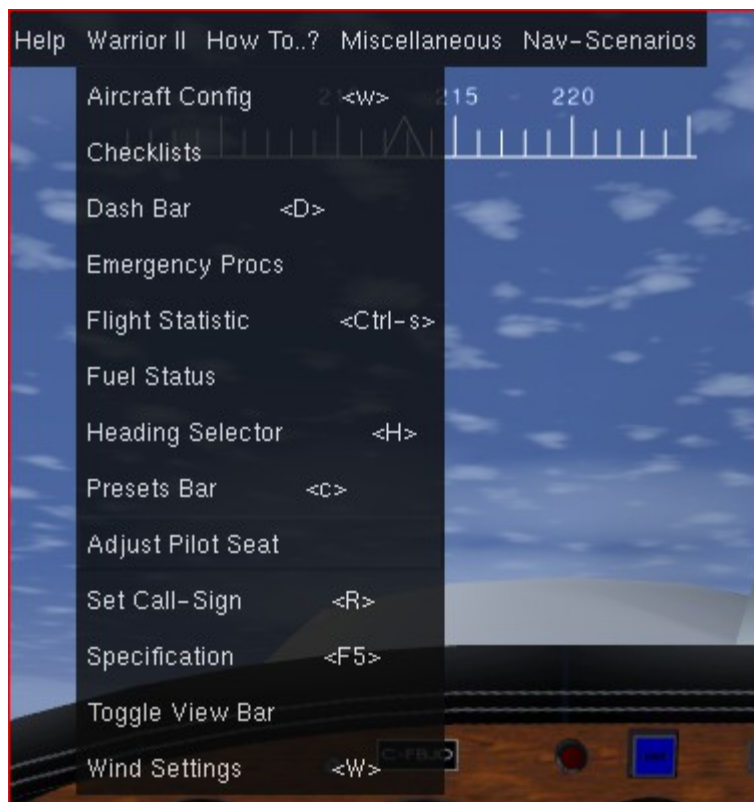 Help Warrior II How To..? Miscellaneous Nav-Scenarios
Aircraft Config <w> 215 220
Checklists
Dash Bar <D>
Emergency Procs
Flight Statistic <Ctrl-s>
Fuel Status
Heading Selector <H>
Presets Bar <c>
Adjust Pilot Seat
Set Call-Sign <R>
Specification <F5>
Toggle View Bar
Wind Settings <W>